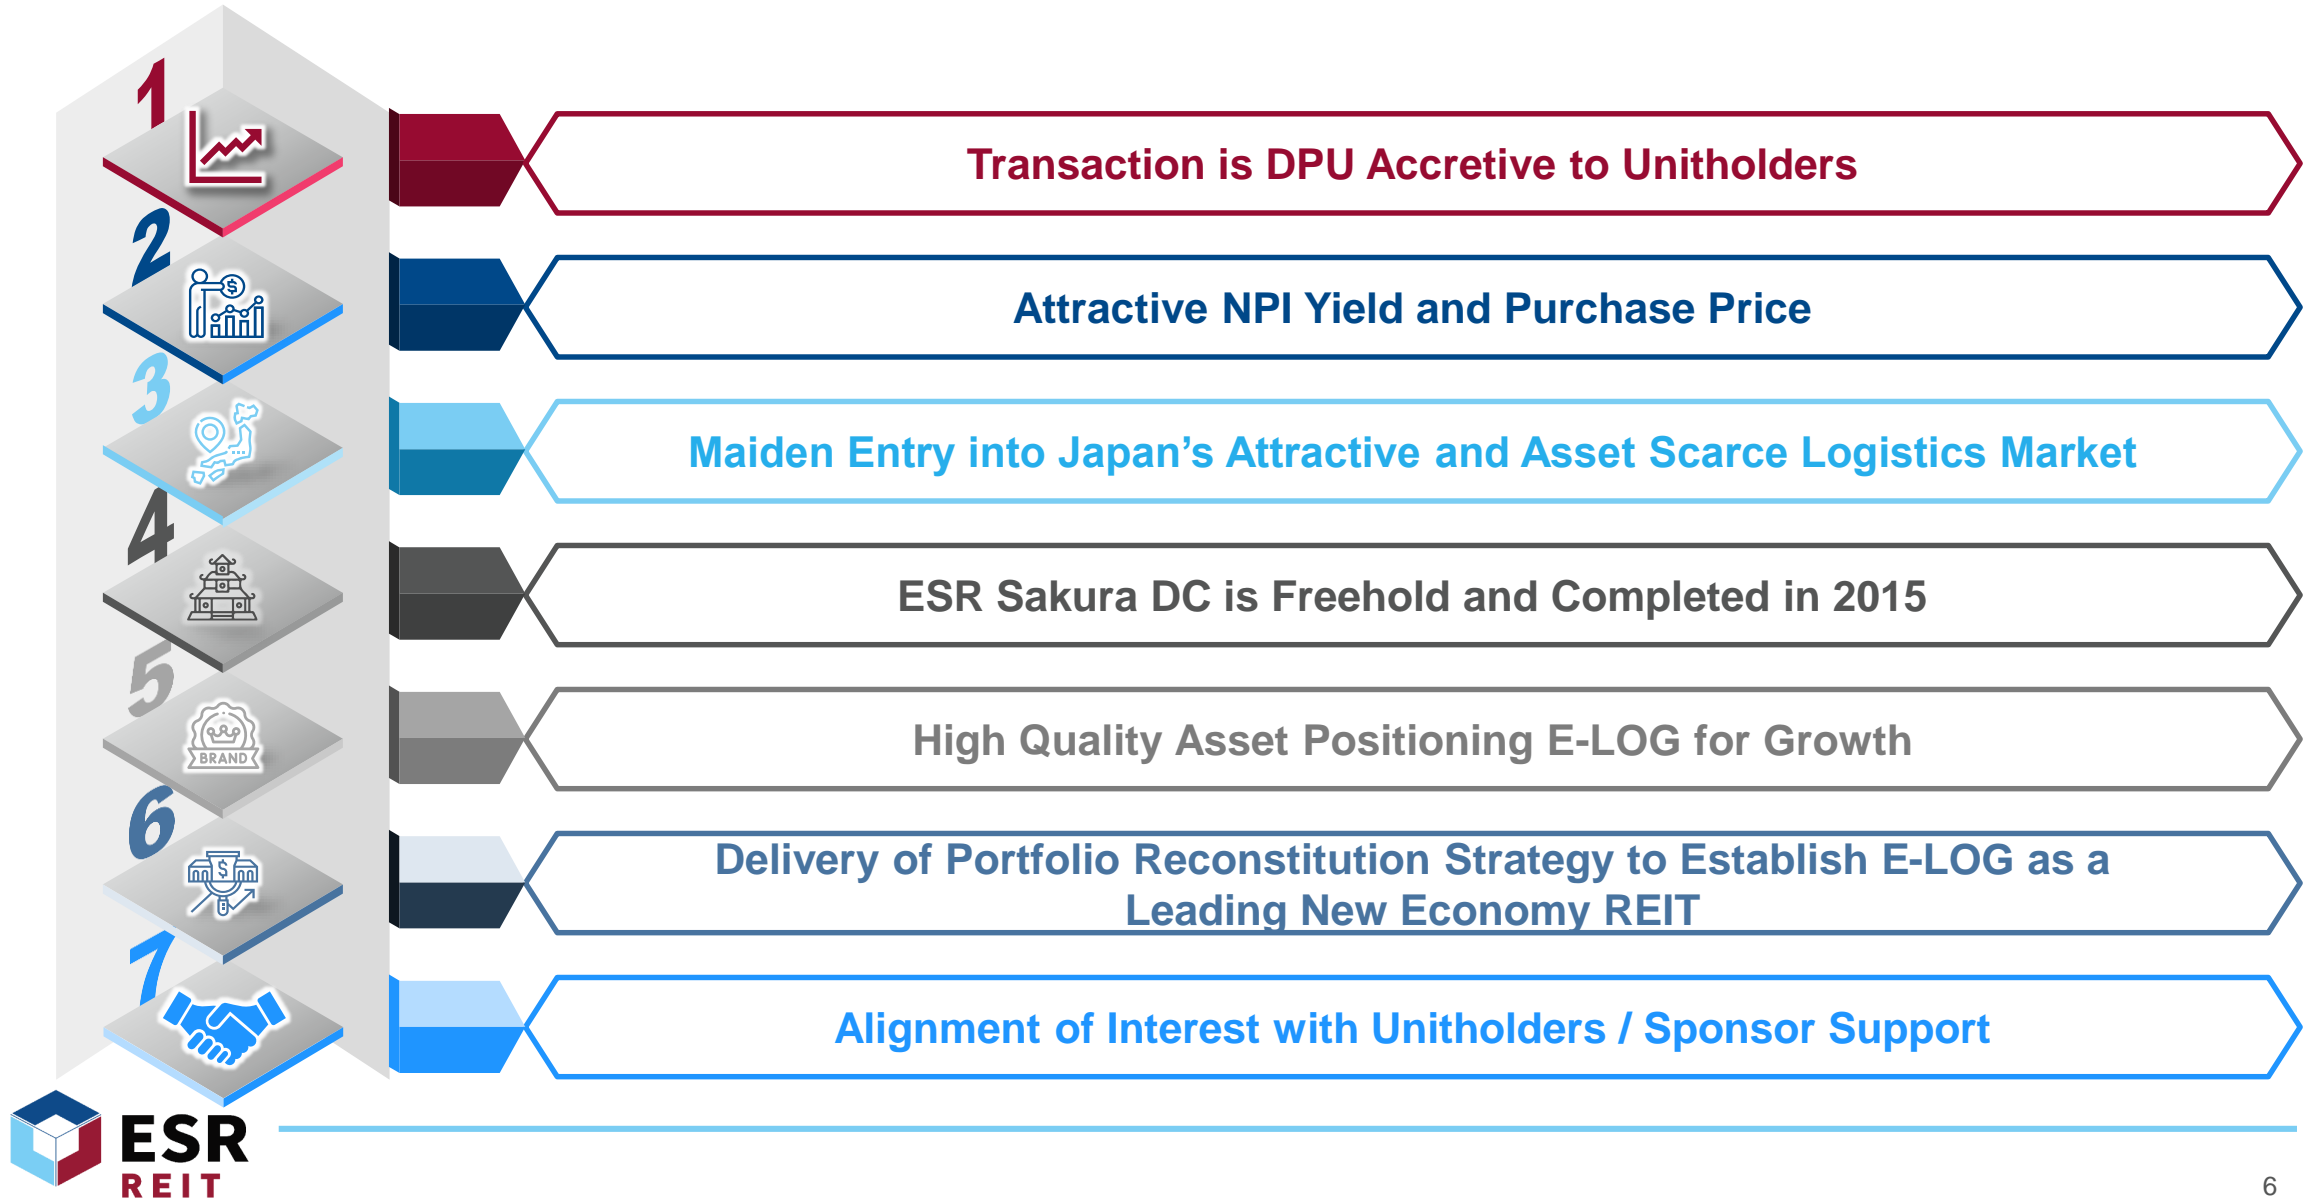 1
Transaction is DPU Accretive to Unitholders
2
$
Attractive NPI Yield and Purchase Price
3
Maiden Entry into Japan’s Attractive and Asset Scarce Logistics Market
4
ESR Sakura DC is Freehold and Completed in 2015
5
BRAND
High Quality Asset Positioning E-LOG for Growth
6
$
Delivery of Portfolio Reconstitution Strategy to Establish E-LOG as a
Leading New Economy REIT
7
Alignment of Interest with Unitholders / Sponsor Support
ESR
REIT
6